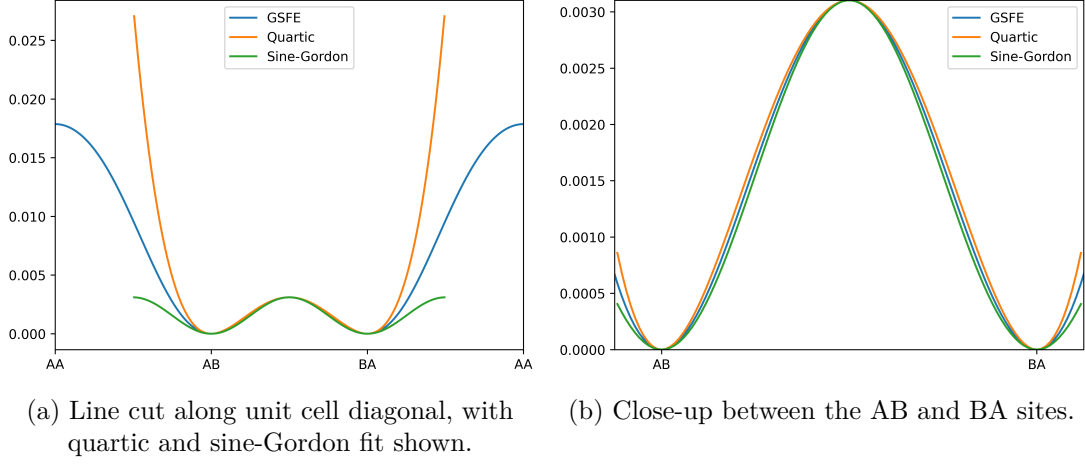 GSFE
Quartic
Sine-Gordon
0.025
0.020
0.015
0.010
0.005
0.000
AA
AB
BA
AA
(a) Line cut along unit cell diagonal, with
quartic and sine-Gordon fit shown.
GSFE
Quartic
Sine-Gordon
0.0030
0.0025
0.0020
0.0015
0.0010
0.0005
0.0000
AB
BA
(b) Close-up between the AB and BA sites.